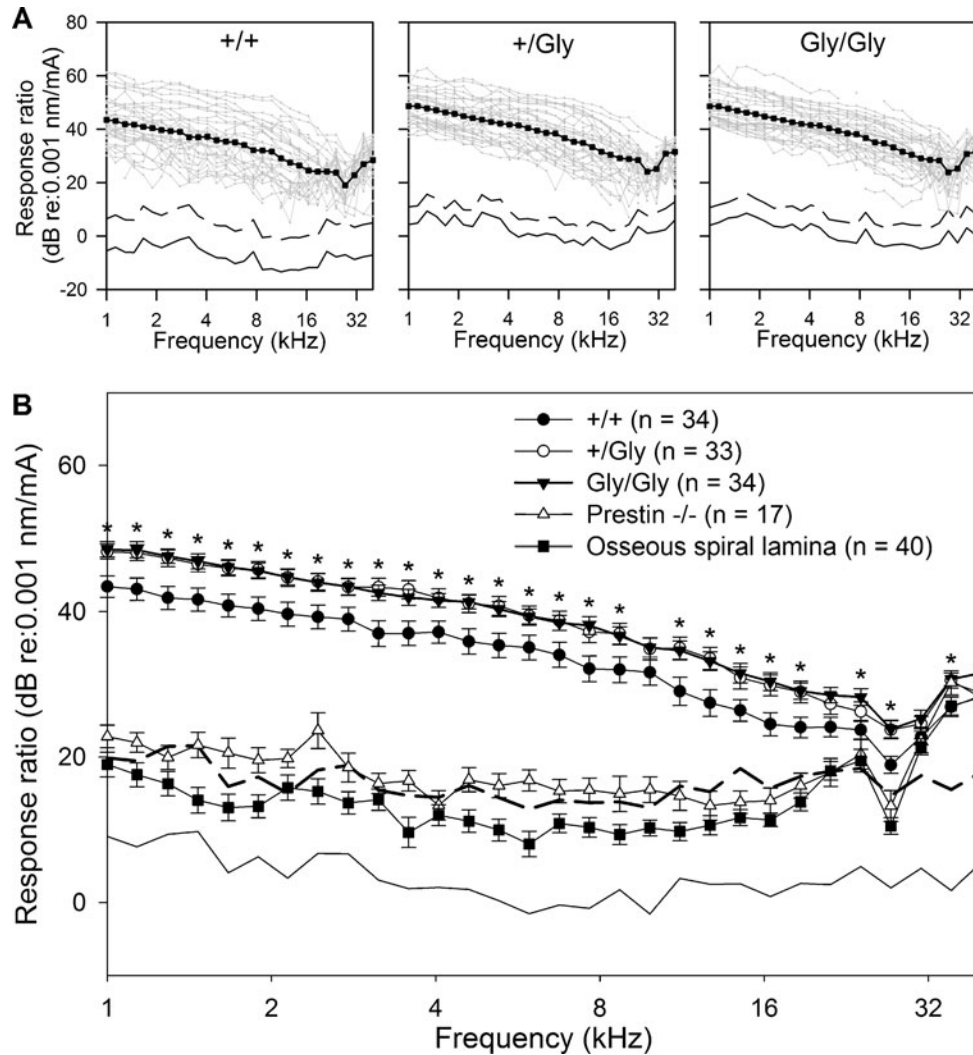 A
+/+
+/Gly
Gly/Gly
Response ratio
(dB re:0.001 nm/mA)
80
60
40
20
0
-20
1 2 4 8 16 32
1 2 4 8 16 32
1 2 4 8 16 32
Frequency (kHz)
Frequency (kHz)
Frequency (kHz)
B
+/+ (n = 34)
+/Gly (n = 33)
Gly/Gly (n = 34)
Prestin -/- (n = 17)
Osseous spiral lamina (n = 40)
* * * * * * * * * * * * * * * * * * * * * * * * * *
Response ratio (dB re:0.001 nm/mA)
60
40
20
0
1 2 4 8 16 32
Frequency (kHz)